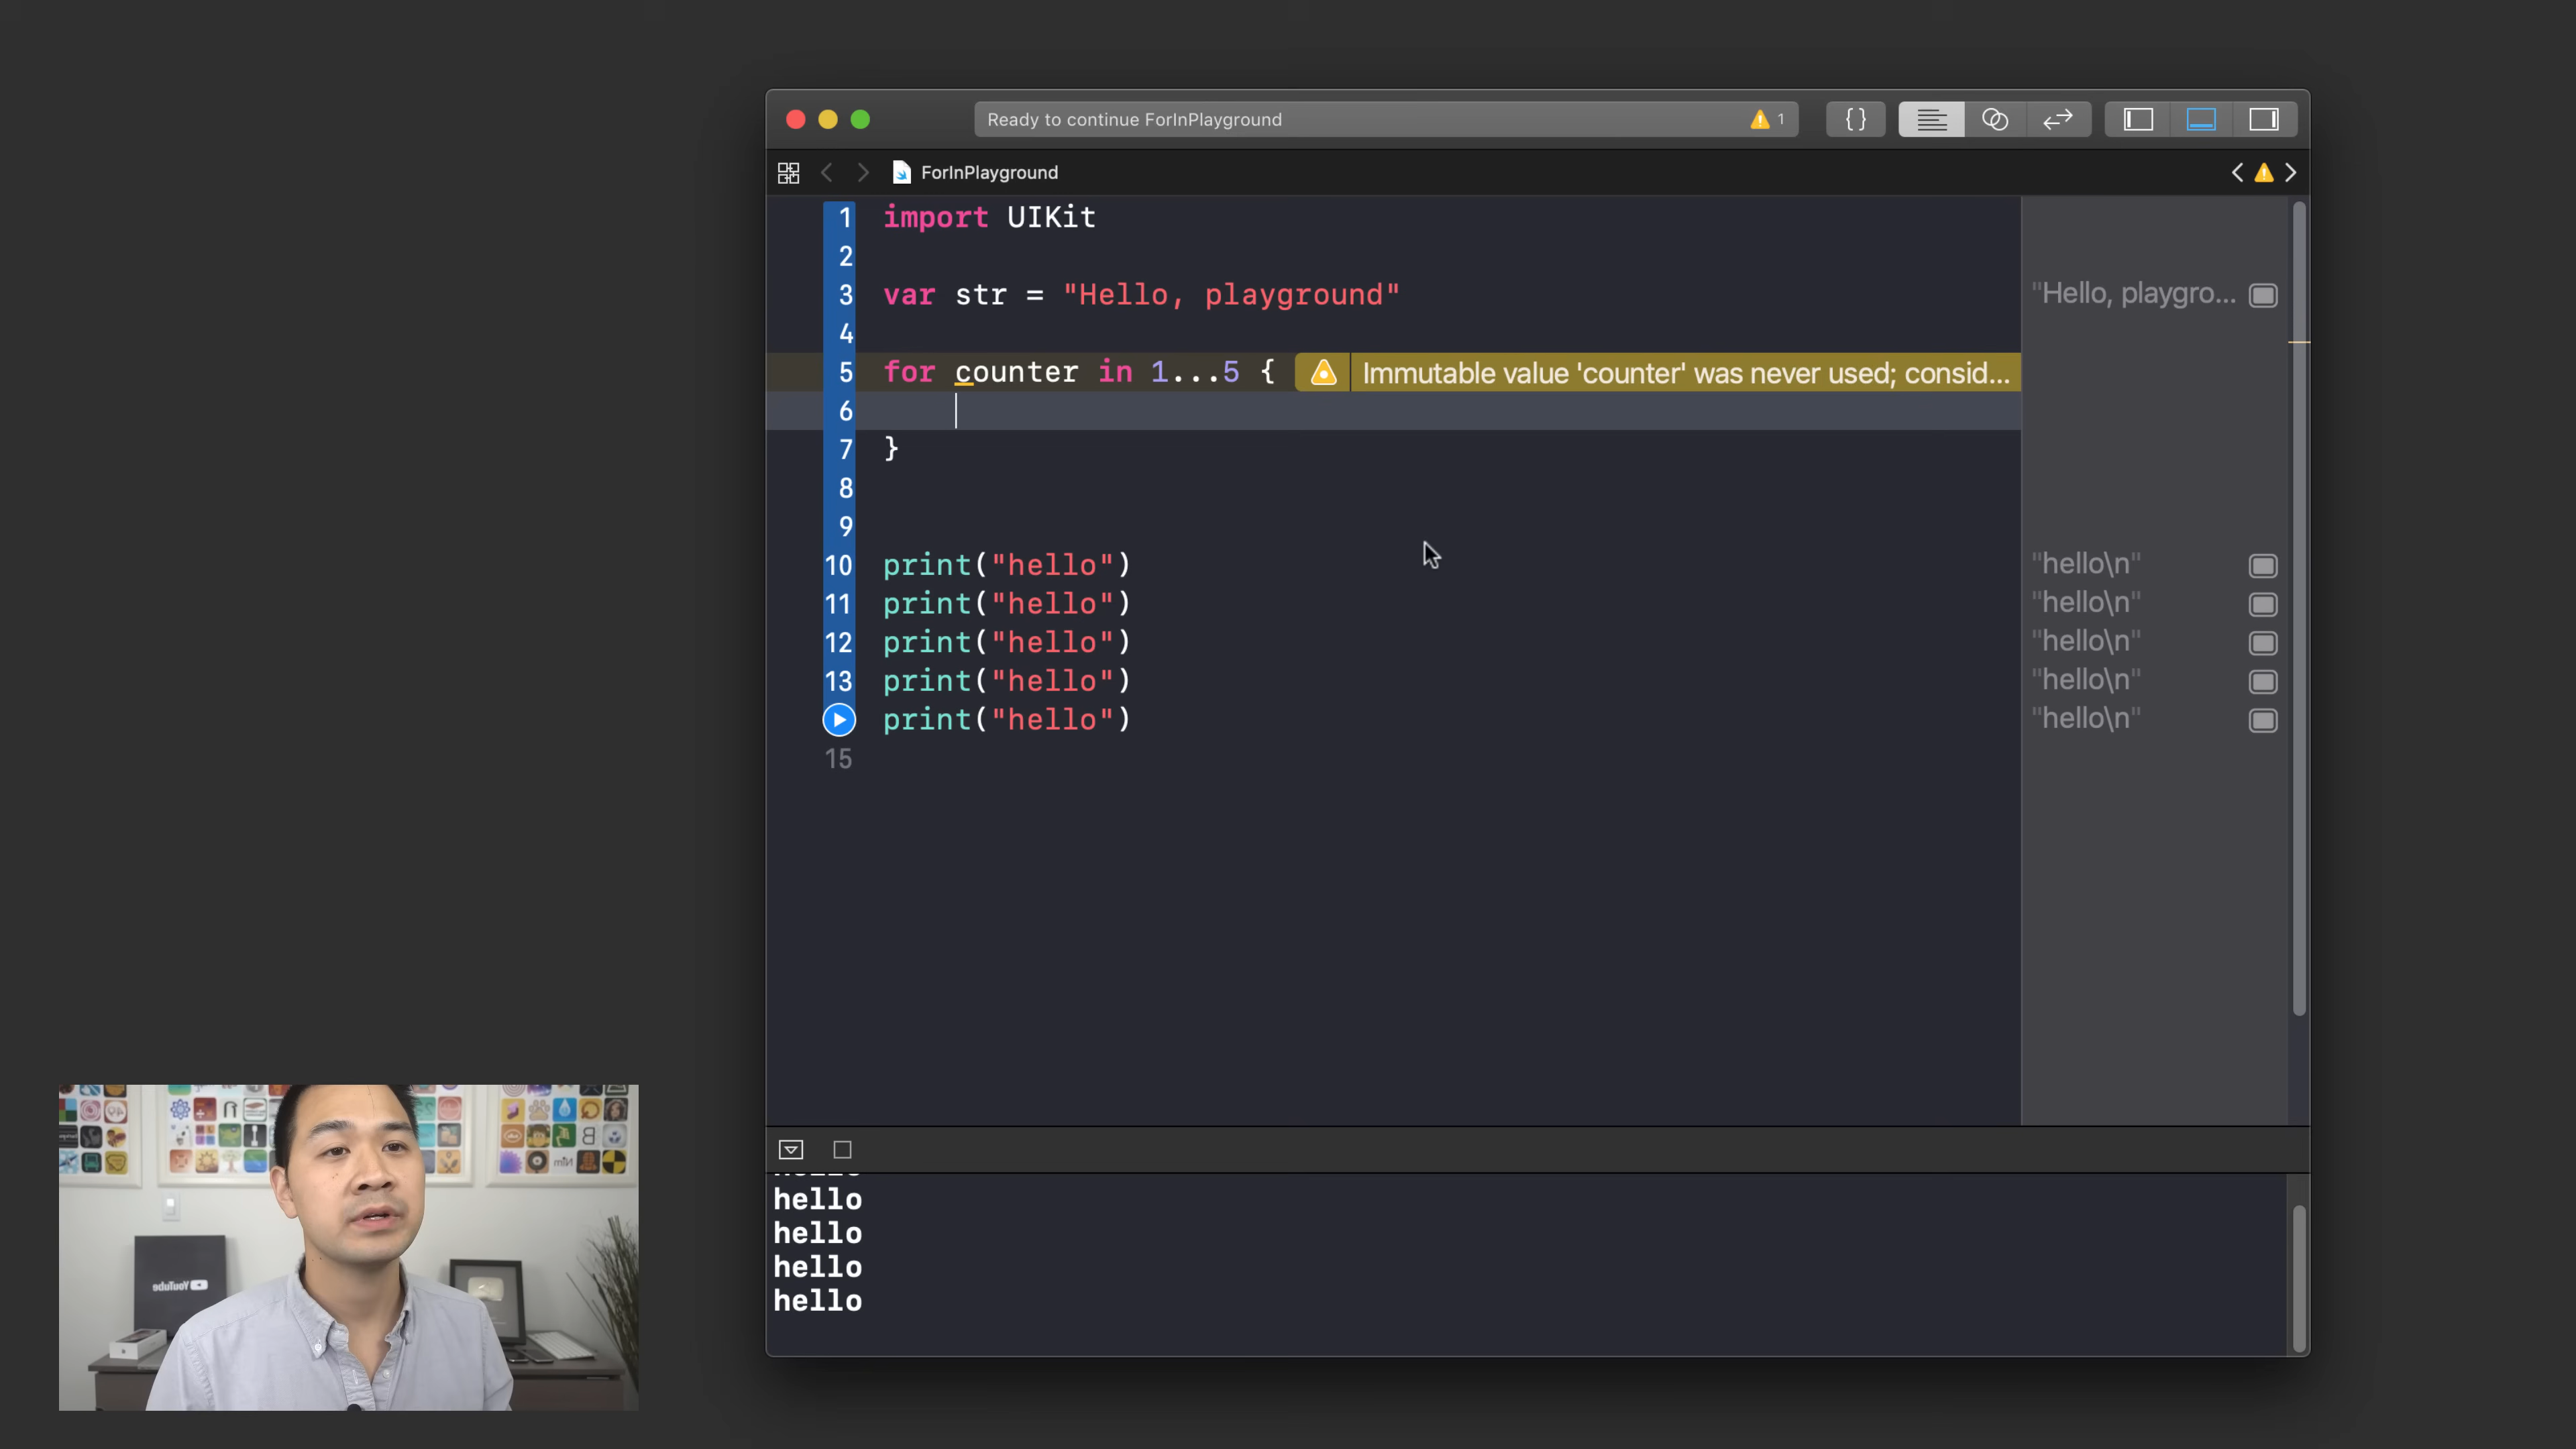 Ready to continue ForInPlayground
1
ForInPlayground
1 import UIKit
2
3 var str = "Hello, playground"
"Hello, playgro...
4
5 for counter in 1...5 {
Immutable value 'counter' was never used; consid...
6
7 }
8
9
10 print("hello")
"hello\n"
11 print("hello")
"hello\n"
12 print("hello")
"hello\n"
13 print("hello")
"hello\n"
print("hello")
"hello\n"
15
hello
hello
hello
hello
hello
YouTube